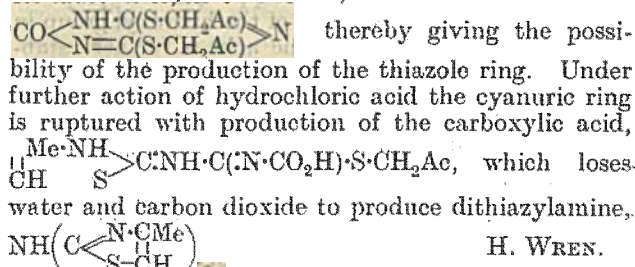 CO<NH·C(S·CH₂Ac)>N
N=C(S·CH₂Ac)
thereby giving the possi-
bility of the production of the thiazole ring. Under
further action of hydrochloric acid the cyanuric ring
is ruptured with production of the carboxylic acid,
Me·NH
CH S>C:NH·C(:N·CO₂H)·S·CH₂Ac, which loses
water and carbon dioxide to produce dithiazylamine,
NH(C<N·CMe
S–CH)
H. WREN.